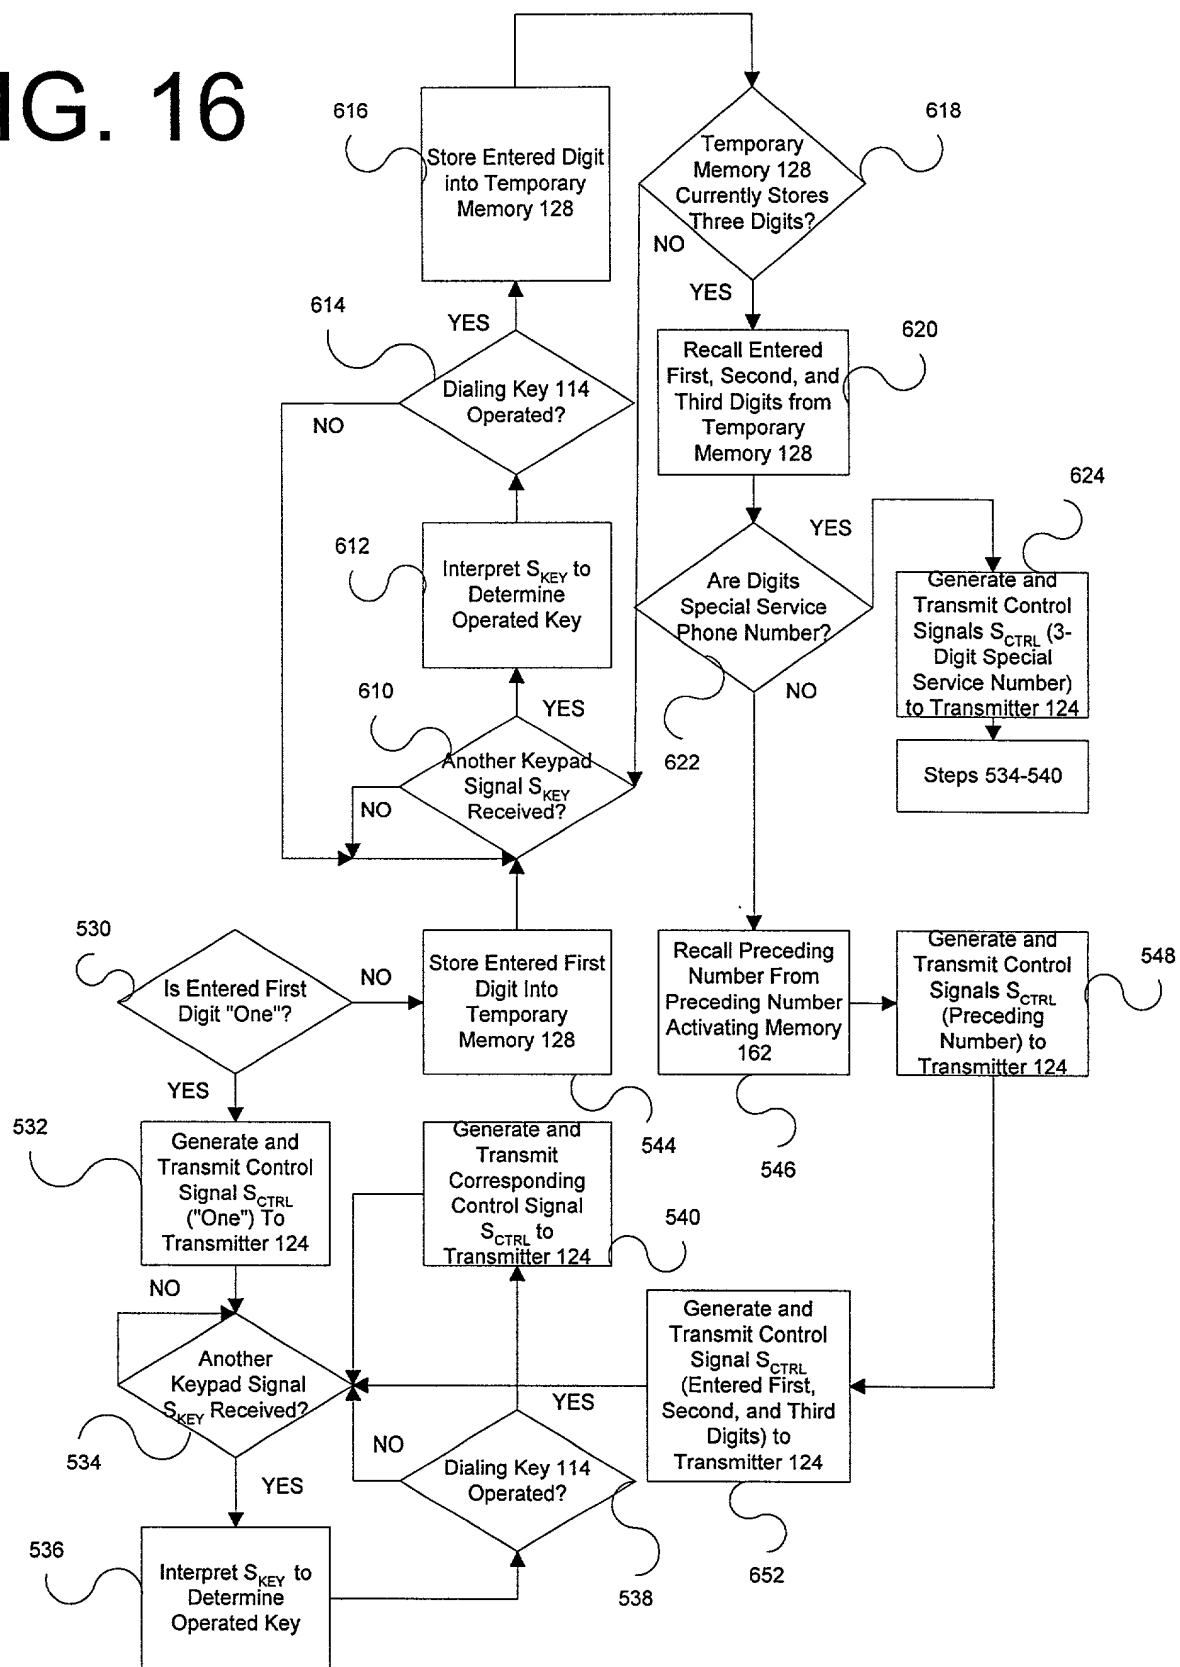 IG. 16
616
Store Entered Digit
into Temporary
Memory 128
618
Temporary
Memory 128
Currently Stores
Three Digits?
NO
YES
614
YES
Dialing Key 114
Operated?
NO
620
Recall Entered
First, Second, and
Third Digits from
Temporary
Memory 128
624
YES
612
Interpret SKEY to
Determine
Operated Key
Are Digits
Special Service
Phone Number?
NO
622
Generate and
Transmit Control
Signals SCTRL (3-
Digit Special
Service Number)
to Transmitter 124
Steps 534-540
610
YES
Another Keypad
Signal SKEY
Received?
NO
530
Is Entered First
Digit "One"?
NO
YES
Store Entered First
Digit Into
Temporary
Memory 128
544
Recall Preceding
Number From
Preceding Number
Activating Memory
162
546
Generate and
Transmit Control
Signals SCTRL
(Preceding
Number) to
Transmitter 124
548
532
Generate and
Transmit Control
Signal SCTRL
("One") To
Transmitter 124
Generate and
Transmit
Corresponding
Control Signal
SCTRL to
Transmitter 124
540
NO
Another
Keypad Signal
SKEY Received?
534
YES
Generate and
Transmit Control
Signal SCTRL
(Entered First,
Second, and Third
Digits) to
Transmitter 124
652
YES
NO
Dialing Key 114
Operated?
538
536
Interpret SKEY to
Determine
Operated Key